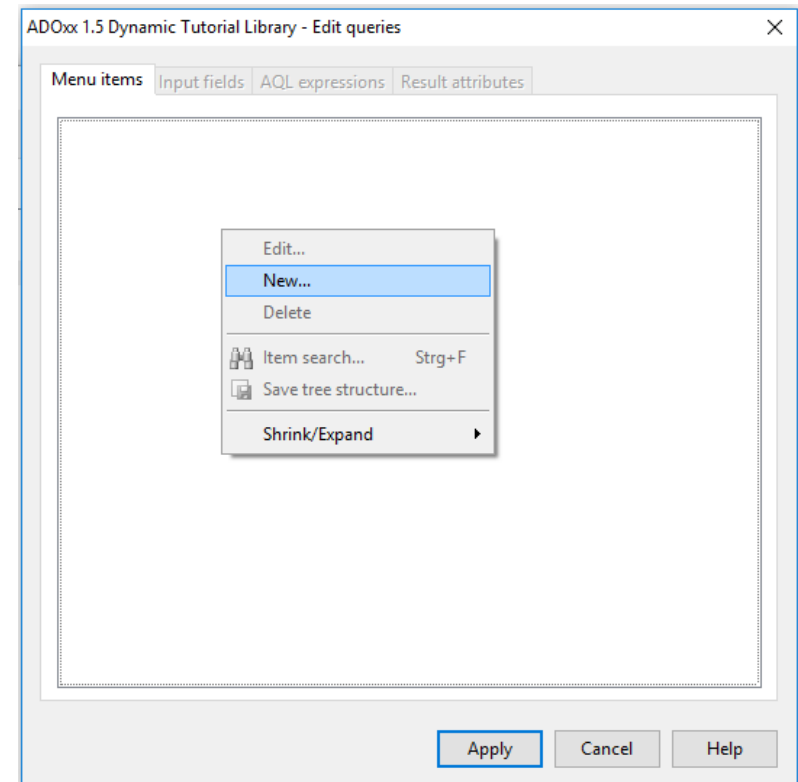 ADOxx 1.5 Dynamic Tutorial Library - Edit queries
Menu items Input fields AQL expressions Result attributes
Edit...
New...
Delete
Item search... Strg+F
Save tree structure...
Shrink/Expand
Apply Cancel Help